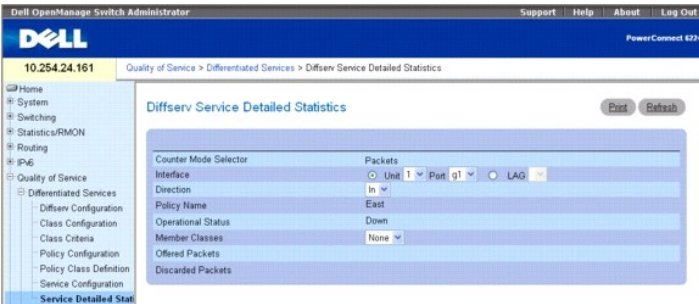 Dell OpenManage Switch Administrator
Support Help About Log Out
DELL
PowerConnect
10.254.24.161
Quality of Service > Differentiated Services > Diffserv Service Detailed Statistics
Home
System
Switching
Statistics/RMON
Routing
IPv6
Quality of Service
Differentiated Services
Diffserv Configuration
Class Configuration
Class Criteria
Policy Configuration
Policy Class Definition
Service Configuration
Service Detailed Stati
Diffserv Service Detailed Statistics
Print Refresh
Counter Mode Selector Packets
Interface Unit 1 Port g1 LAG
Direction In
Policy Name East
Operational Status Down
Member Classes None
Offered Packets
Discarded Packets